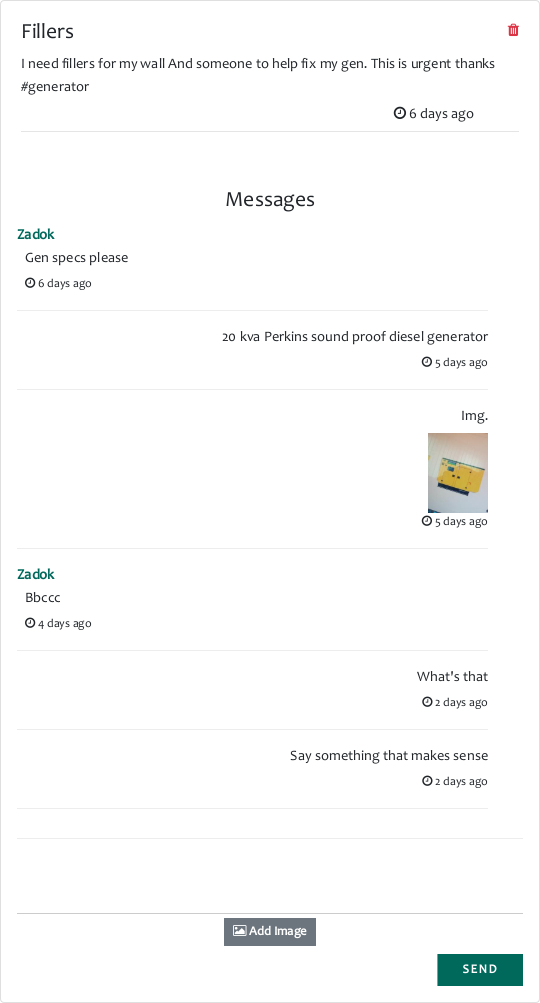 Fillers
I need fillers for my wall And someone to help fix my gen. This is urgent thanks
#generator
6 days ago
Messages
Zadok
Gen specs please
6 days ago
20 kva Perkins sound proof diesel generator
5 days ago
Img.
5 days ago
Zadok
Bbccc
4 days ago
What's that
2 days ago
Say something that makes sense
2 days ago
Add Image
SEND